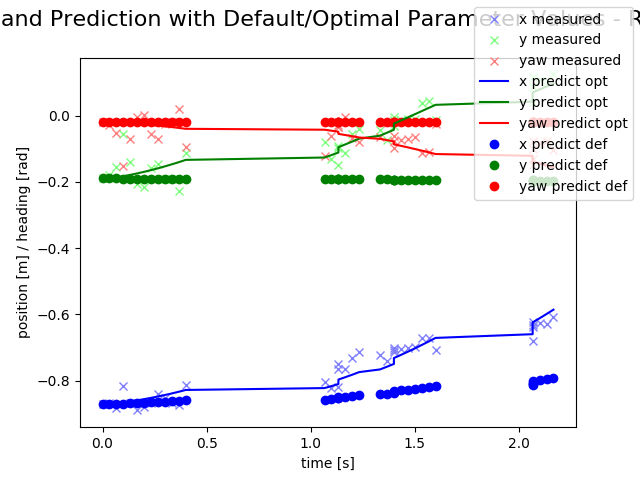 and Prediction with Default/Optimal Parameter Values - R
x measured
y measured
yaw measured
x predict opt
y predict opt
yaw predict opt
x predict def
y predict def
yaw predict def
position [m] / heading [rad]
0.0
−0.2
−0.4
−0.6
−0.8
0.0
0.5
1.0
1.5
2.0
time [s]